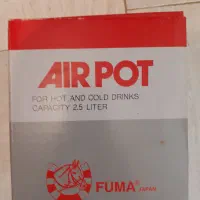 AIR POT
FOR HOT AND COLD DRINKS
CAPACITY 2.5 LITER
FUMA® JAPAN